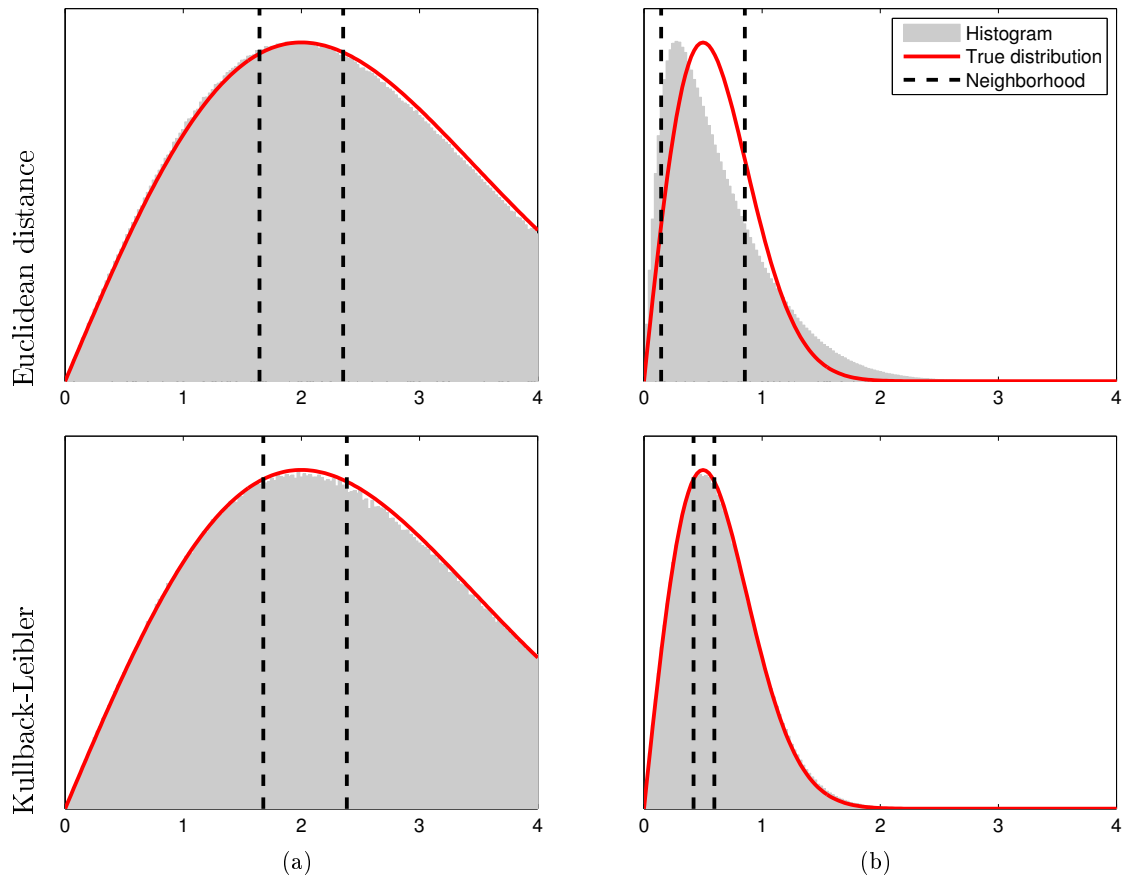 Histogram
True distribution
Neighborhood
Euclidean distance
0 1 2 3 4
0 1 2 3 4
Kullback-Leibler
0 1 2 3 4
0 1 2 3 4
(a)
(b)